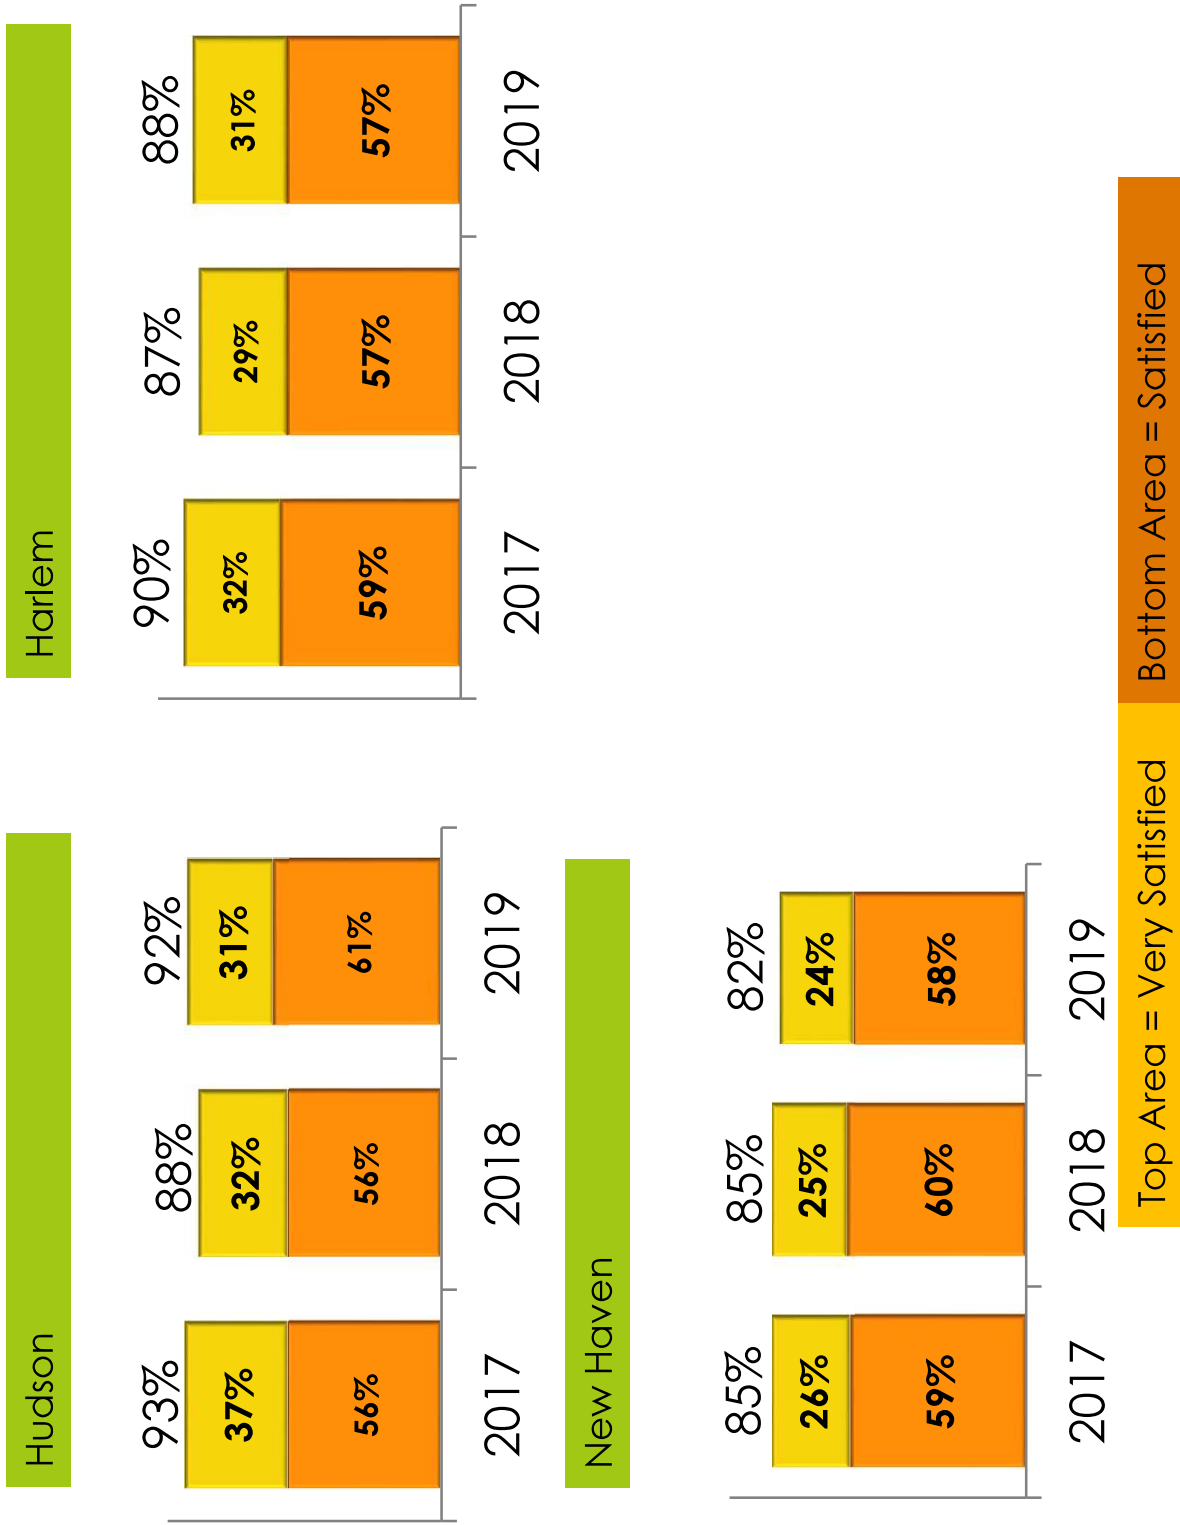 Hudson
93% 88% 92%
37% 32% 31%
56% 56% 61%
2017 2018 2019
Harlem
90% 87% 88%
32% 29% 31%
59% 57% 57%
2017 2018 2019
New Haven
85% 85% 82%
26% 25% 24%
59% 60% 58%
2017 2018 2019
Top Area = Very Satisfied
Bottom Area = Satisfied